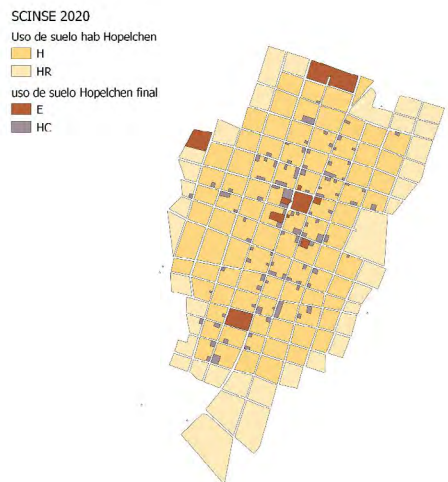 SCINSE 2020
Uso de suelo hab Hopelchen
H
HR
uso de suelo Hopelchen final
E
HC